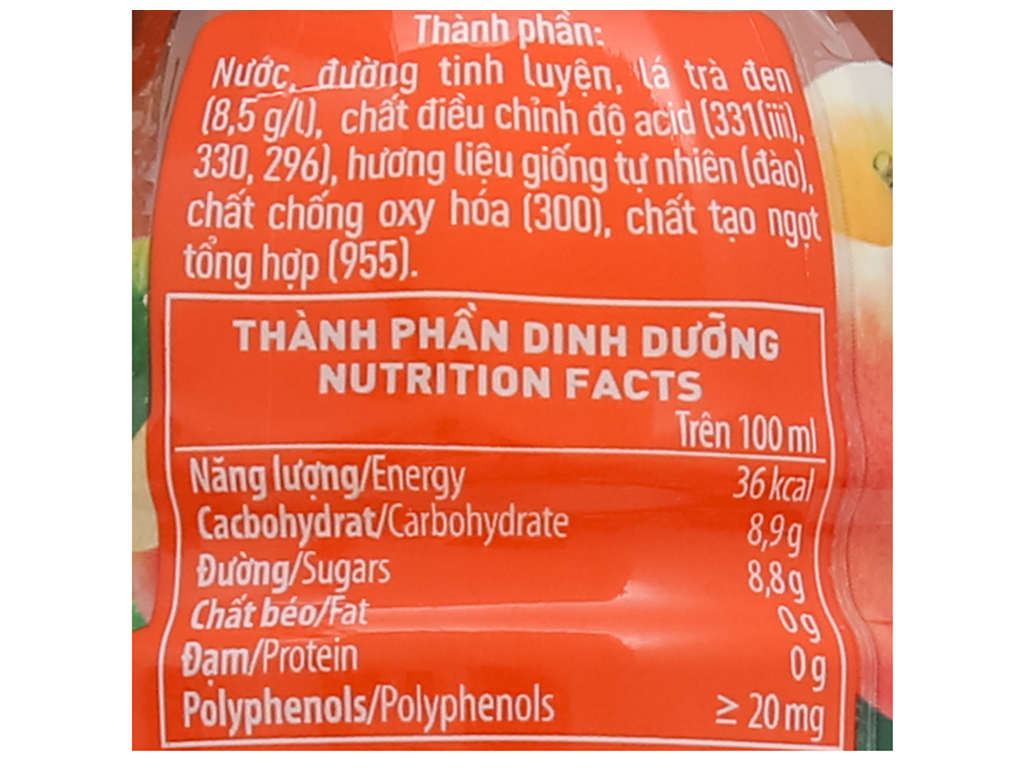 Thành phần:
Nước, đường tinh luyện, lá trà đen
(8,5 g/l), chất điều chỉnh độ acid (331(iii),
330, 296), hương liệu giống tự nhiên (đào),
chất chống oxy hóa (300), chất tạo ngọt
tổng hợp (955).
THÀNH PHẦN DINH DƯỠNG
NUTRITION FACTS
Trên 100 ml
Năng lượng/Energy 36 kcal
Cacbohydrat/Carbohydrate 8,9 g
Đường/Sugars 8,8 g
Chất béo/Fat 0 g
Đạm/Protein 0 g
Polyphenols/Polyphenols ≥ 20 mg